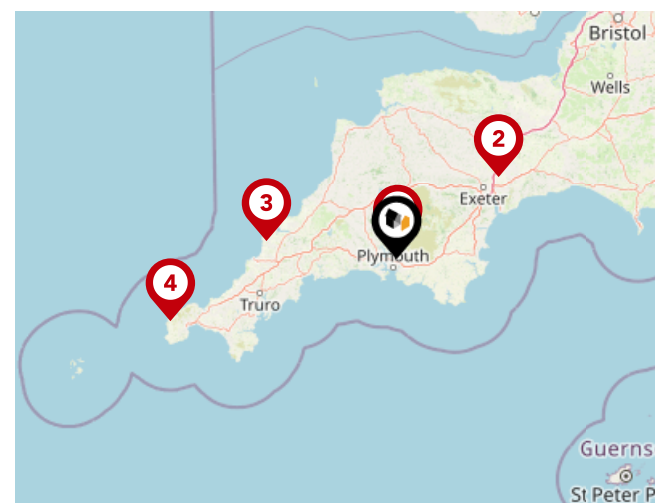 Bristol
Wells
2
Exeter
3
Plymouth
4
Truro
Guerns
St Peter P